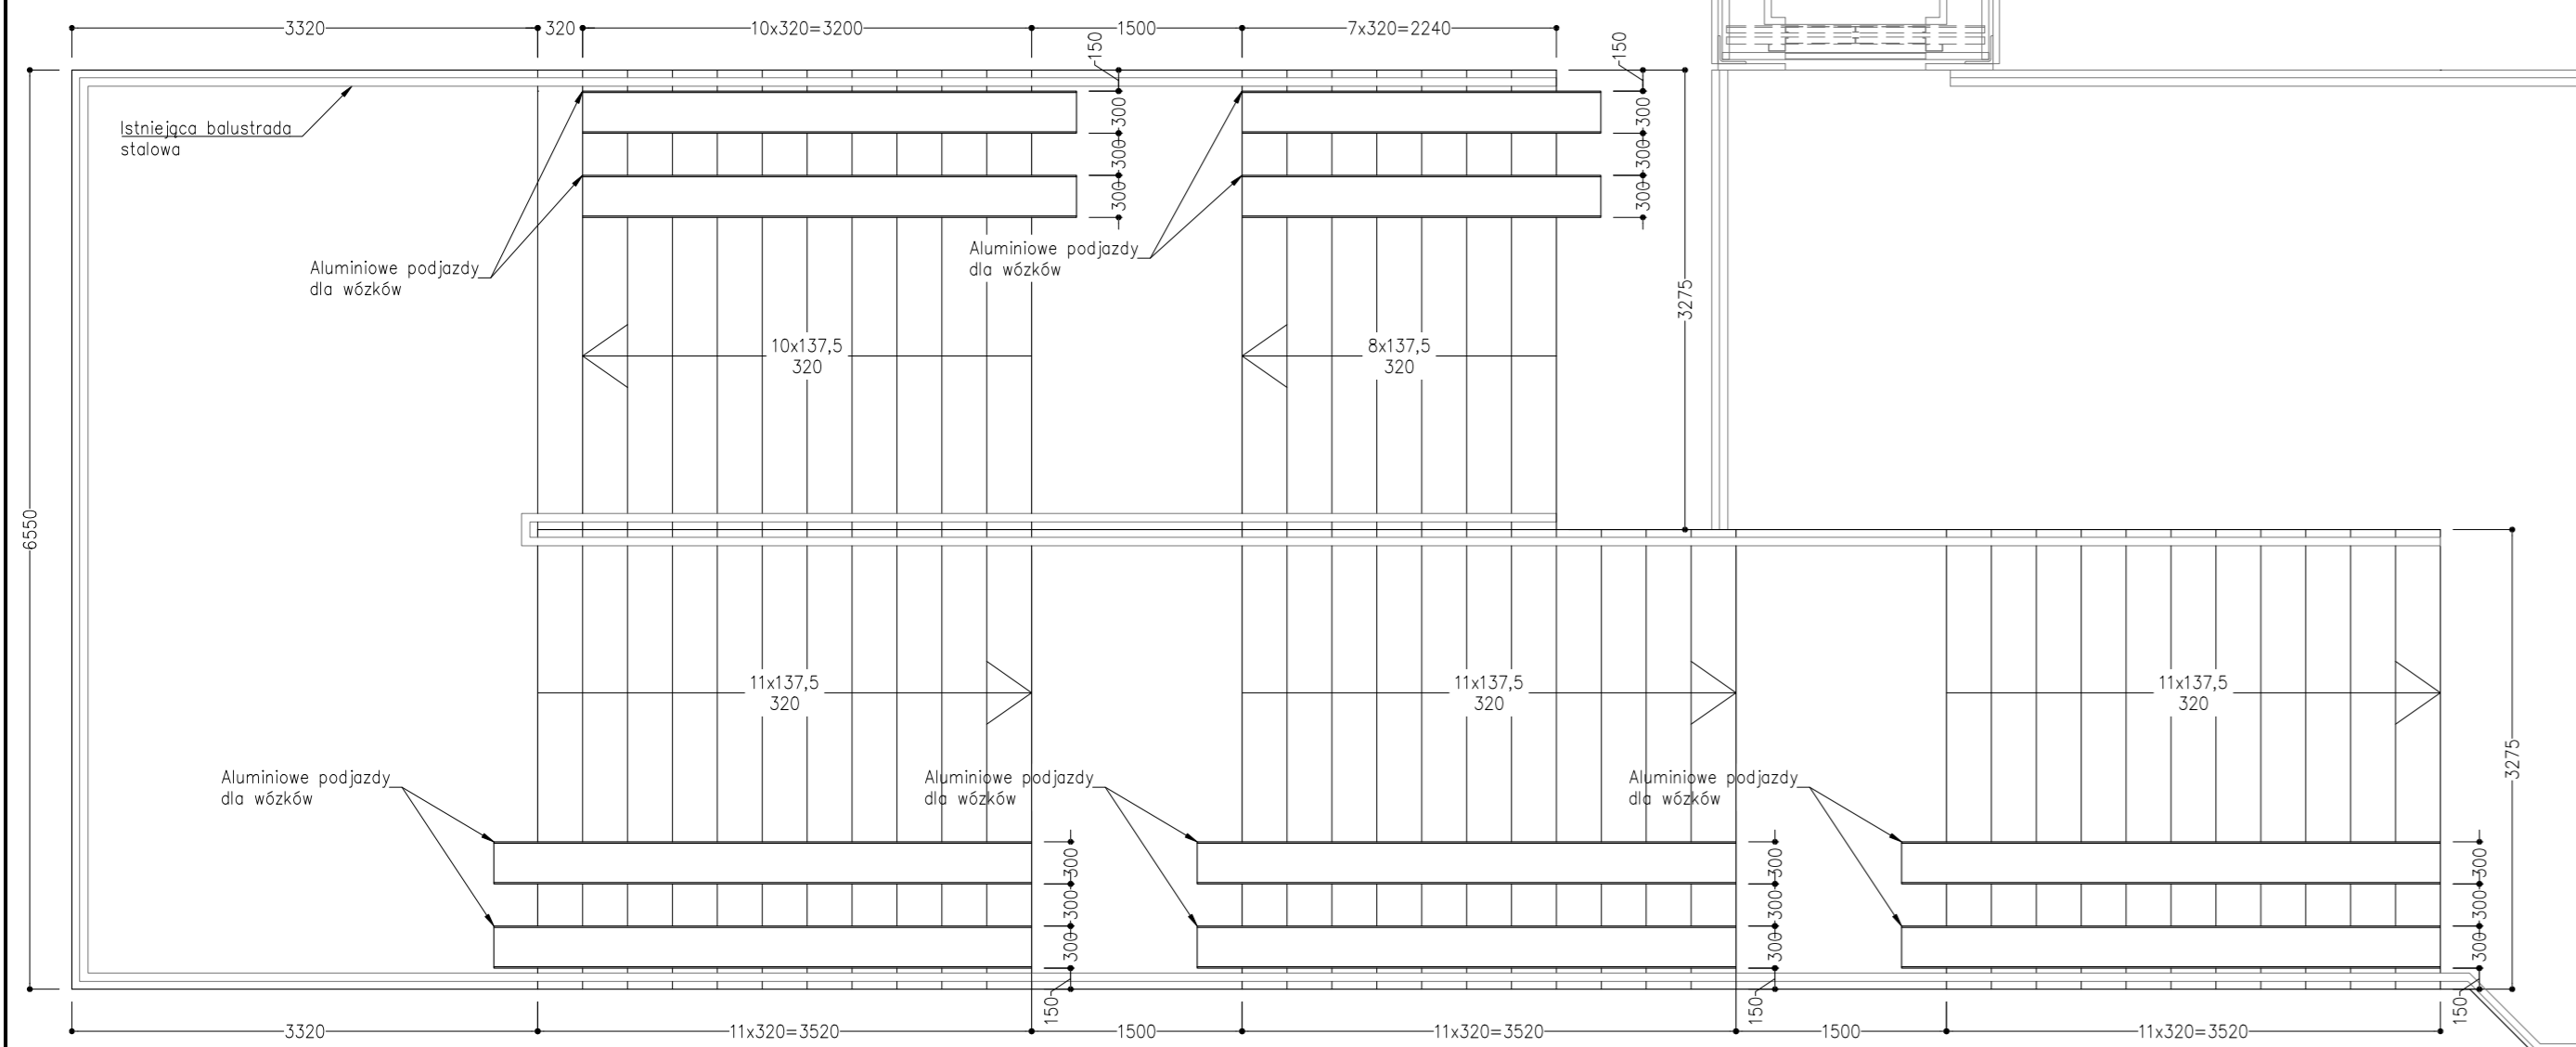 3320
320
10x320=3200
1500
7x320=2240
150
150
Istniejąca balustrada
stalowa
300
300
300
300
300
300
Aluminiowe podjazdy
dla wózków
Aluminiowe podjazdy
dla wózków
3275
10x137,5
320
8x137,5
320
6550
11x137,5
320
11x137,5
320
11x137,5
320
3275
Aluminiowe podjazdy
dla wózków
Aluminiowe podjazdy
dla wózków
Aluminiowe podjazdy
dla wózków
300
300
300
300
300
300
300
300
300
150
150
150
3320
11x320=3520
1500
11x320=3520
1500
11x320=3520